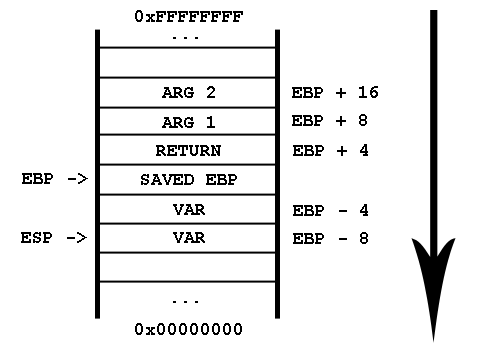 0xFFFFFFFF
...
ARG 2 EBP + 16
ARG 1 EBP + 8
RETURN EBP + 4
EBP -> SAVED EBP
VAR EBP - 4
ESP -> VAR EBP - 8
...
0x00000000